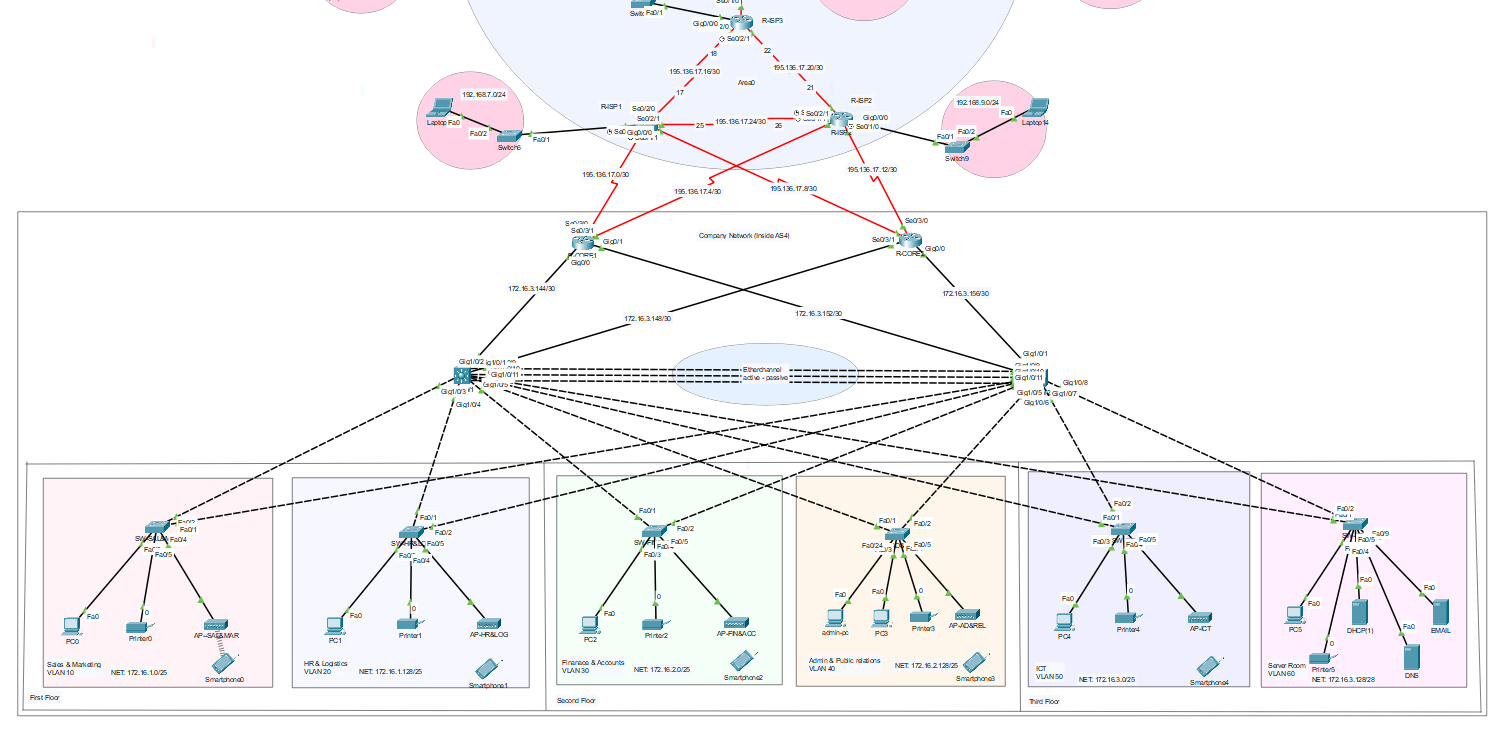 Fa0/1
Gig0/0/0
R-ISP3
Se0/2/1
18
22
195.136.17.16/30
195.136.17.20/30
Area0
17
21
192.168.7.0/24
Fa0
Fa0/2
Switch6
Fa0/1
R-ISP1
Se0/2/0
Se0/2/1
Gig0/0/0
25
195.136.17.24/30
26
Se0/2/1
R-ISP2
Gig0/0/0
Se0/1/0
192.168.9.0/24
Fa0
Laptop14
Fa0/1
Fa0/2
Switch9
195.136.17.0/30
195.136.17.4/30
195.136.17.8/30
195.136.17.12/30
Se0/3/1
Gig0/1
Gig0/0
Company Network (Inside AS4)
Se0/3/0
Se0/3/1
Gig0/0
172.16.3.144/30
172.16.3.148/30
172.16.3.152/30
172.16.3.156/30
Gig1/0/2
Gig1/0/11
Gig1/0/3
Gig1/0/4
Etherchannel
active - passive
Gig1/0/1
Gig1/0/11
Gig1/0/5
Gig1/0/6
Gig1/0/7
Gig1/0/8
Fa0/1
Fa0/4
Fa0/5
Fa0
0
PC0
Printer0
AP-SAL&MAR
Smartphone0
Sales & Marketing
VLAN 10
NET: 172.16.1.0/25
First Floor
Fa0/1
Fa0/2
Fa0/5
Fa0/4
Fa0
0
PC1
Printer1
AP-HR&LOG
Smartphone1
HR & Logistics
VLAN 20
NET: 172.16.1.128/25
Fa0/1
Fa0/2
Fa0/5
Fa0/3
Fa0
0
PC2
Printer2
AP-FIN&ACC
Smartphone2
Finanace & Accounts
VLAN 30
NET: 172.16.2.0/25
Second Floor
Fa0/1
Fa0/2
Fa0/24
Fa0/5
Fa0
Fa0
0
admin-pc
PC3
Printer3
AP-AD&REL
Smartphone3
Admin & Public relations
VLAN 40
NET: 172.16.2.128/25
Fa0/2
Fa0/1
Fa0/3
Fa0/5
Fa0
0
PC4
Printer4
AP-ICT
Smartphone4
ICT
VLAN 50
NET: 172.16.3.0/25
Third Floor
Fa0/2
Fa0/5
Fa0/4
Fa0
Fa0
Fa0
Fa0
0
PC5
DHCP(1)
EMAIL
Printer5
DNS
Server Room
VLAN 60
NET: 172.16.3.128/28